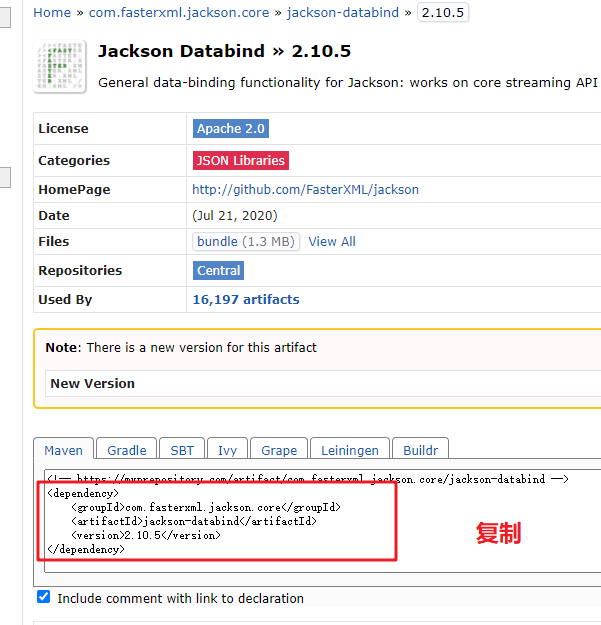 Home » com.fasterxml.jackson.core » jackson-databind » 2.10.5
Jackson Databind » 2.10.5
General data-binding functionality for Jackson: works on core streaming API
License Apache 2.0
Categories JSON Libraries
HomePage http://github.com/FasterXML/jackson
Date (Jul 21, 2020)
Files bundle (1.3 MB) View All
Repositories Central
Used By 16,197 artifacts
Note: There is a new version for this artifact
New Version
Maven Gradle SBT Ivy Grape Leiningen Buildr
<!-- https://mvnrepository.com/artifact/com.fasterxml.jackson.core/jackson-databind -->
<dependency>
<groupId>com.fasterxml.jackson.core</groupId>
<artifactId>jackson-databind</artifactId>
<version>2.10.5</version>
</dependency>
复制
Include comment with link to declaration